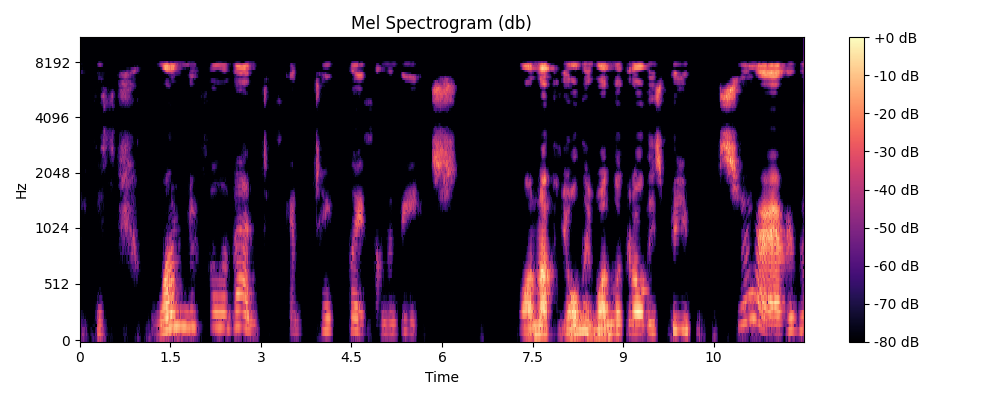 Mel Spectrogram (db)
8192
4096
2048
1024
512
0
Hz
0 1.5 3 4.5 6 7.5 9 10
Time
+0 dB
-10 dB
-20 dB
-30 dB
-40 dB
-50 dB
-60 dB
-70 dB
-80 dB